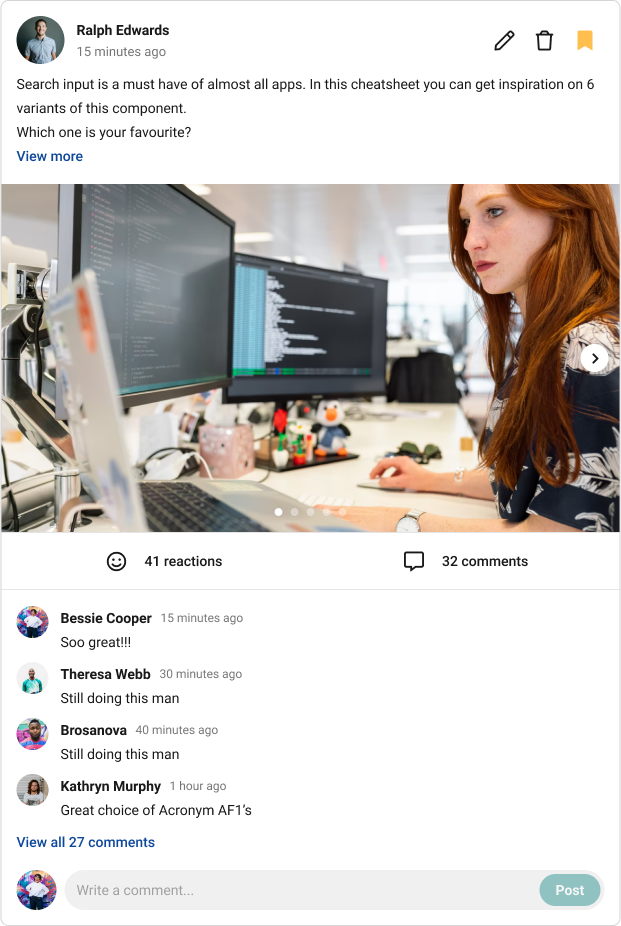 Ralph Edwards
15 minutes ago
Search input is a must have of almost all apps. In this cheatsheet you can get inspiration on 6
variants of this component.
Which one is your favourite?
View more
41 reactions
32 comments
Bessie Cooper 15 minutes ago
Soo great!!!
Theresa Webb 30 minutes ago
Still doing this man
Brosanova 40 minutes ago
Still doing this man
Kathryn Murphy 1 hour ago
Great choice of Acronym AF1’s
View all 27 comments
Write a comment...
Post